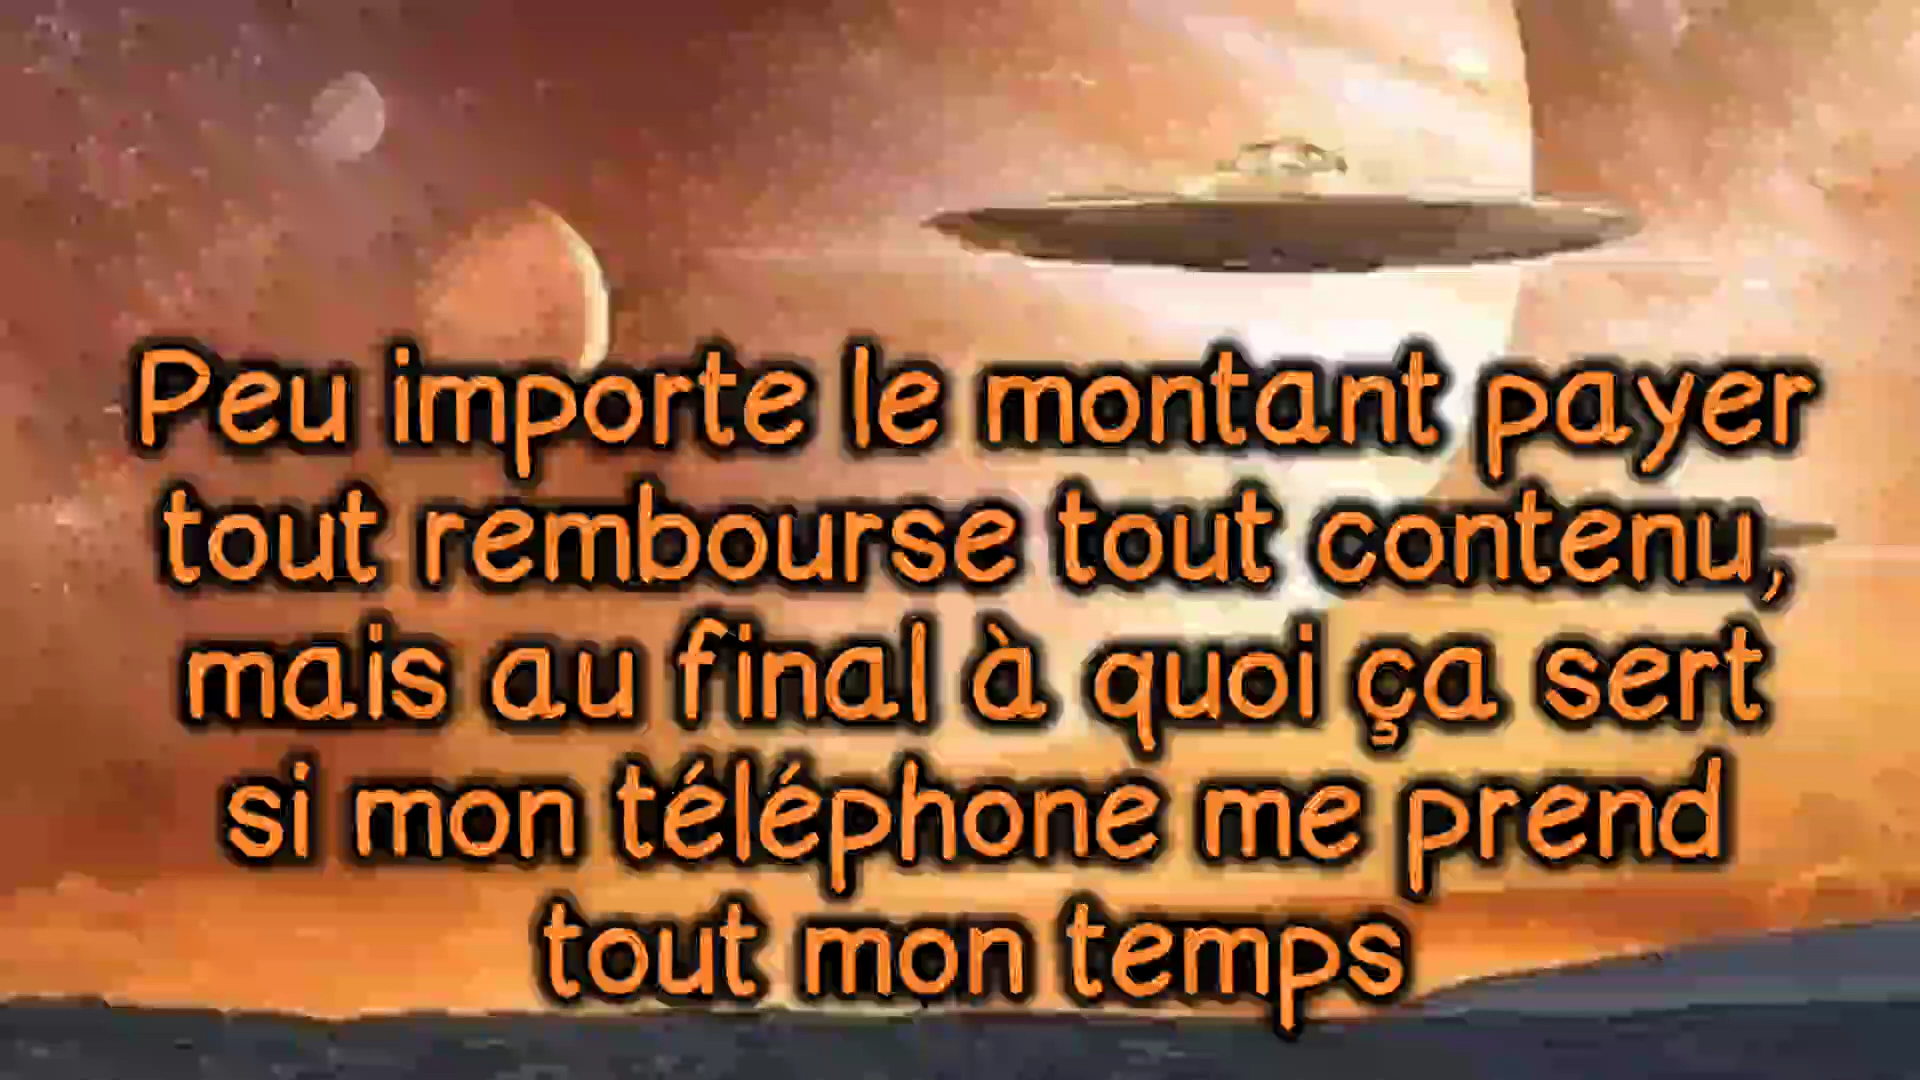 Peu importe le montant payer
tout rembourse tout contenu,
mais au final à quoi ça sert
si mon téléphone me prend
tout mon temps